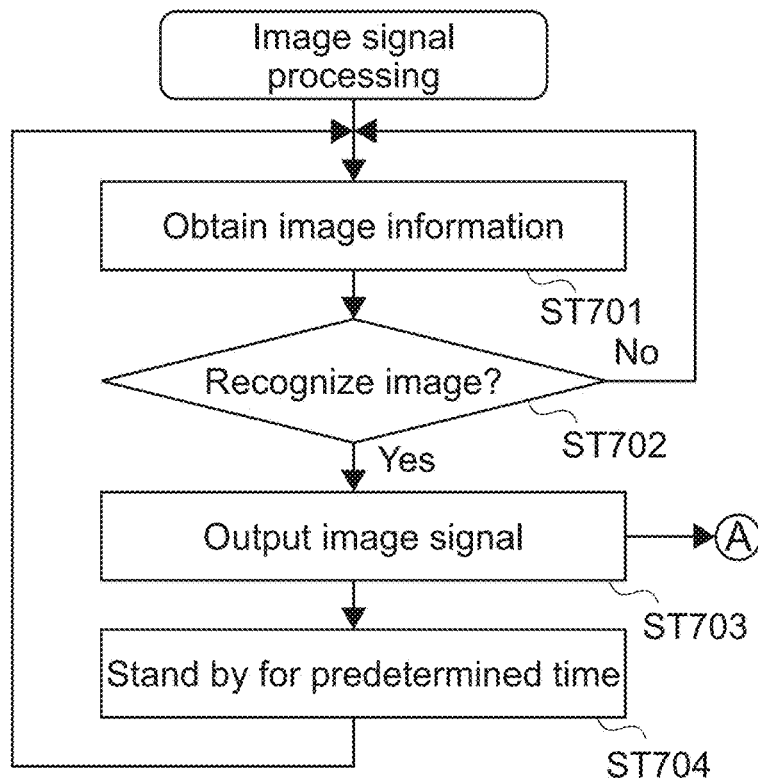 Image signal
processing
Obtain image information
ST701
No
Recognize image?
ST702
Yes
Output image signal
A
ST703
Stand by for predetermined time
ST704